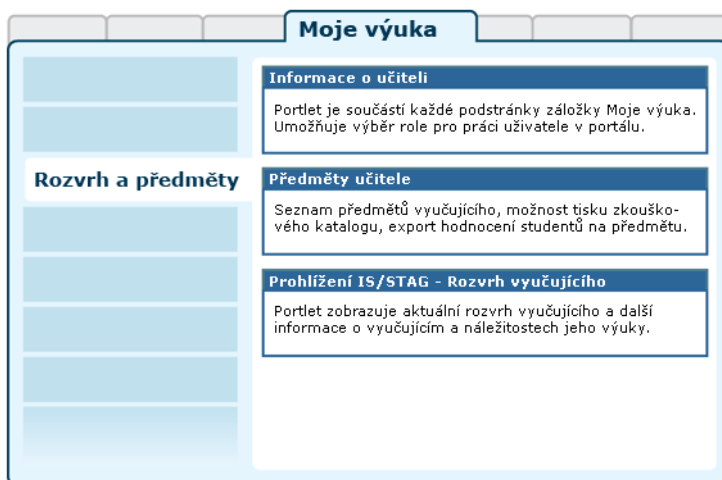 Moje výuka
Rozvrh a předměty
Informace o učiteli
Portlet je součástí každé podstránky záložky Moje výuka.
Umožňuje výběr role pro práci uživatele v portálu.
Předměty učitele
Seznam předmětů vyučujícího, možnost tisku zkouško-
vého katalogu, export hodnocení studentů na předmětu.
Prohlížení IS/STAG - Rozvrh vyučujícího
Portlet zobrazuje aktuální rozvrh vyučujícího a další
informace o vyučujícím a náležitostech jeho výuky.